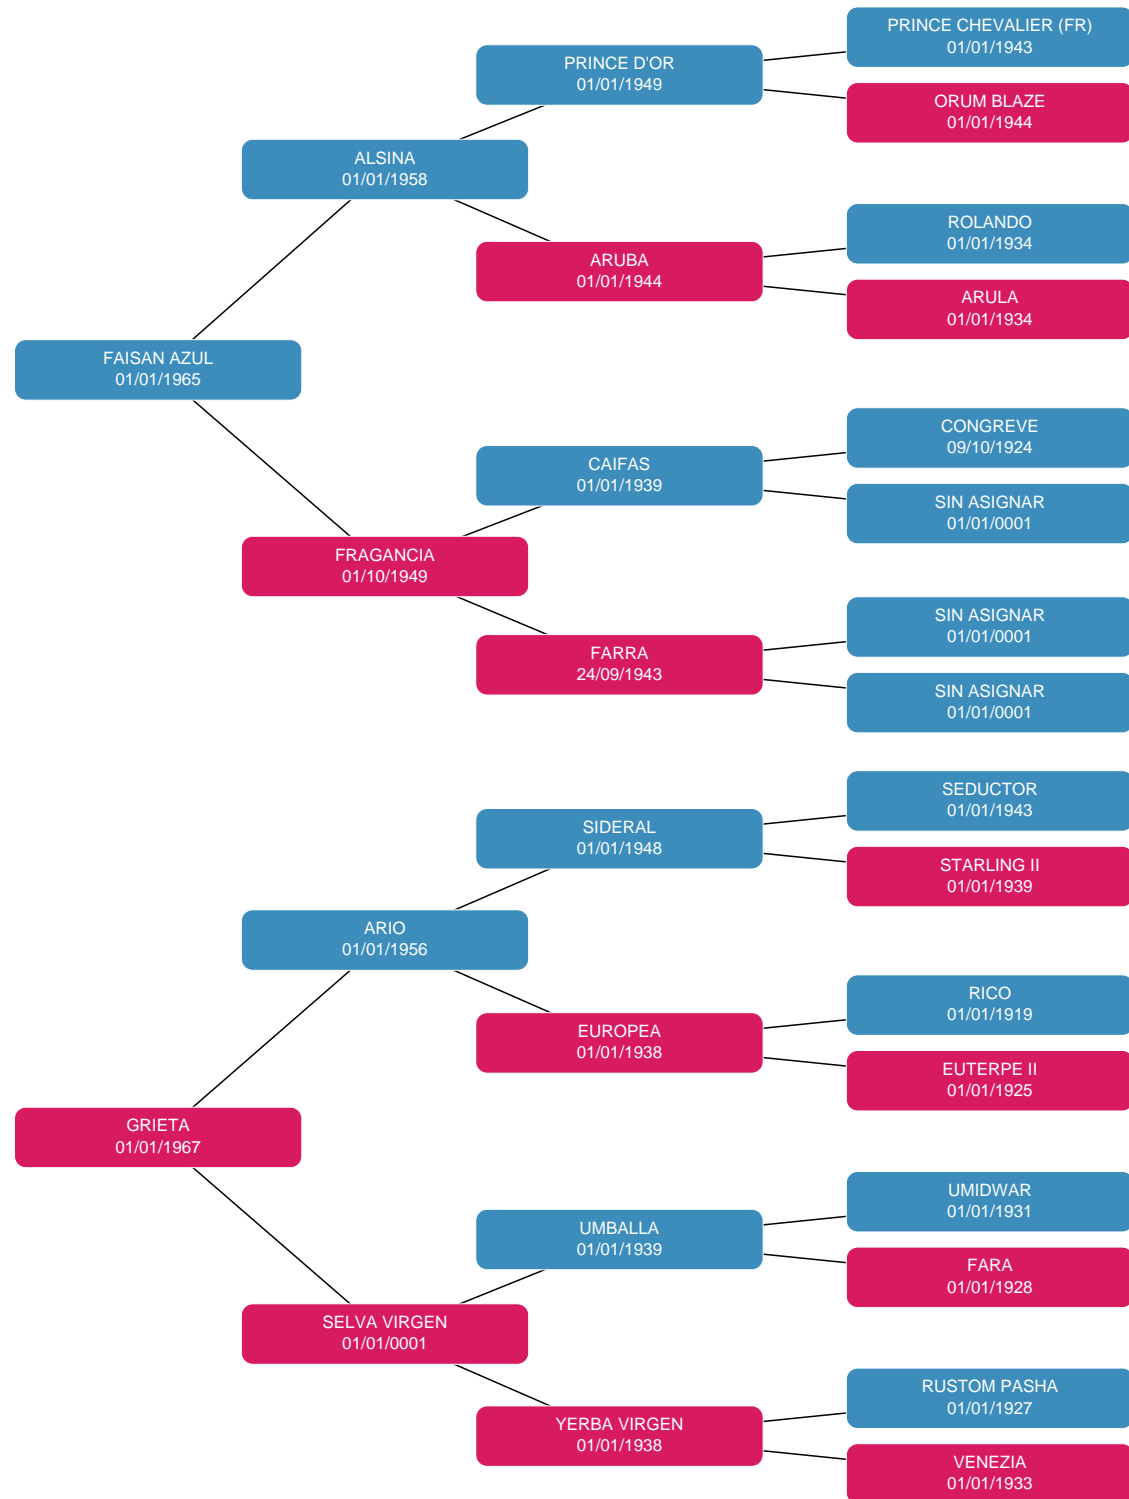 PRINCE CHEVALIER (FR)
01/01/1943
PRINCE D'OR
01/01/1949
ORUM BLAZE
01/01/1944
ALSINA
01/01/1958
ROLANDO
01/01/1934
ARUBA
01/01/1944
ARULA
01/01/1934
FAISAN AZUL
01/01/1965
CONGREVE
09/10/1924
CAIFAS
01/01/1939
SIN ASIGNAR
01/01/0001
FRAGANCIA
01/10/1949
SIN ASIGNAR
01/01/0001
FARRA
24/09/1943
SIN ASIGNAR
01/01/0001
SEDUCTOR
01/01/1943
SIDERAL
01/01/1948
STARLING II
01/01/1939
ARIO
01/01/1956
RICO
01/01/1919
EUROPEA
01/01/1938
EUTERPE II
01/01/1925
GRIETA
01/01/1967
UMIDWAR
01/01/1931
UMBALLA
01/01/1939
FARA
01/01/1928
SELVA VIRGEN
01/01/0001
RUSTOM PASHA
01/01/1927
YERBA VIRGEN
01/01/1938
VENEZIA
01/01/1933